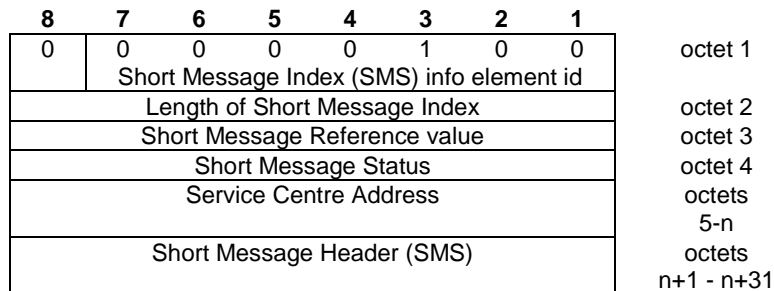 8 7 6 5 4 3 2 1
0 0 0 0 0 1 0 0 octet 1
Short Message Index (SMS) info element id
Length of Short Message Index octet 2
Short Message Reference value octet 3
Short Message Status octet 4
Service Centre Address octets
5-n
Short Message Header (SMS) octets
n+1 - n+31